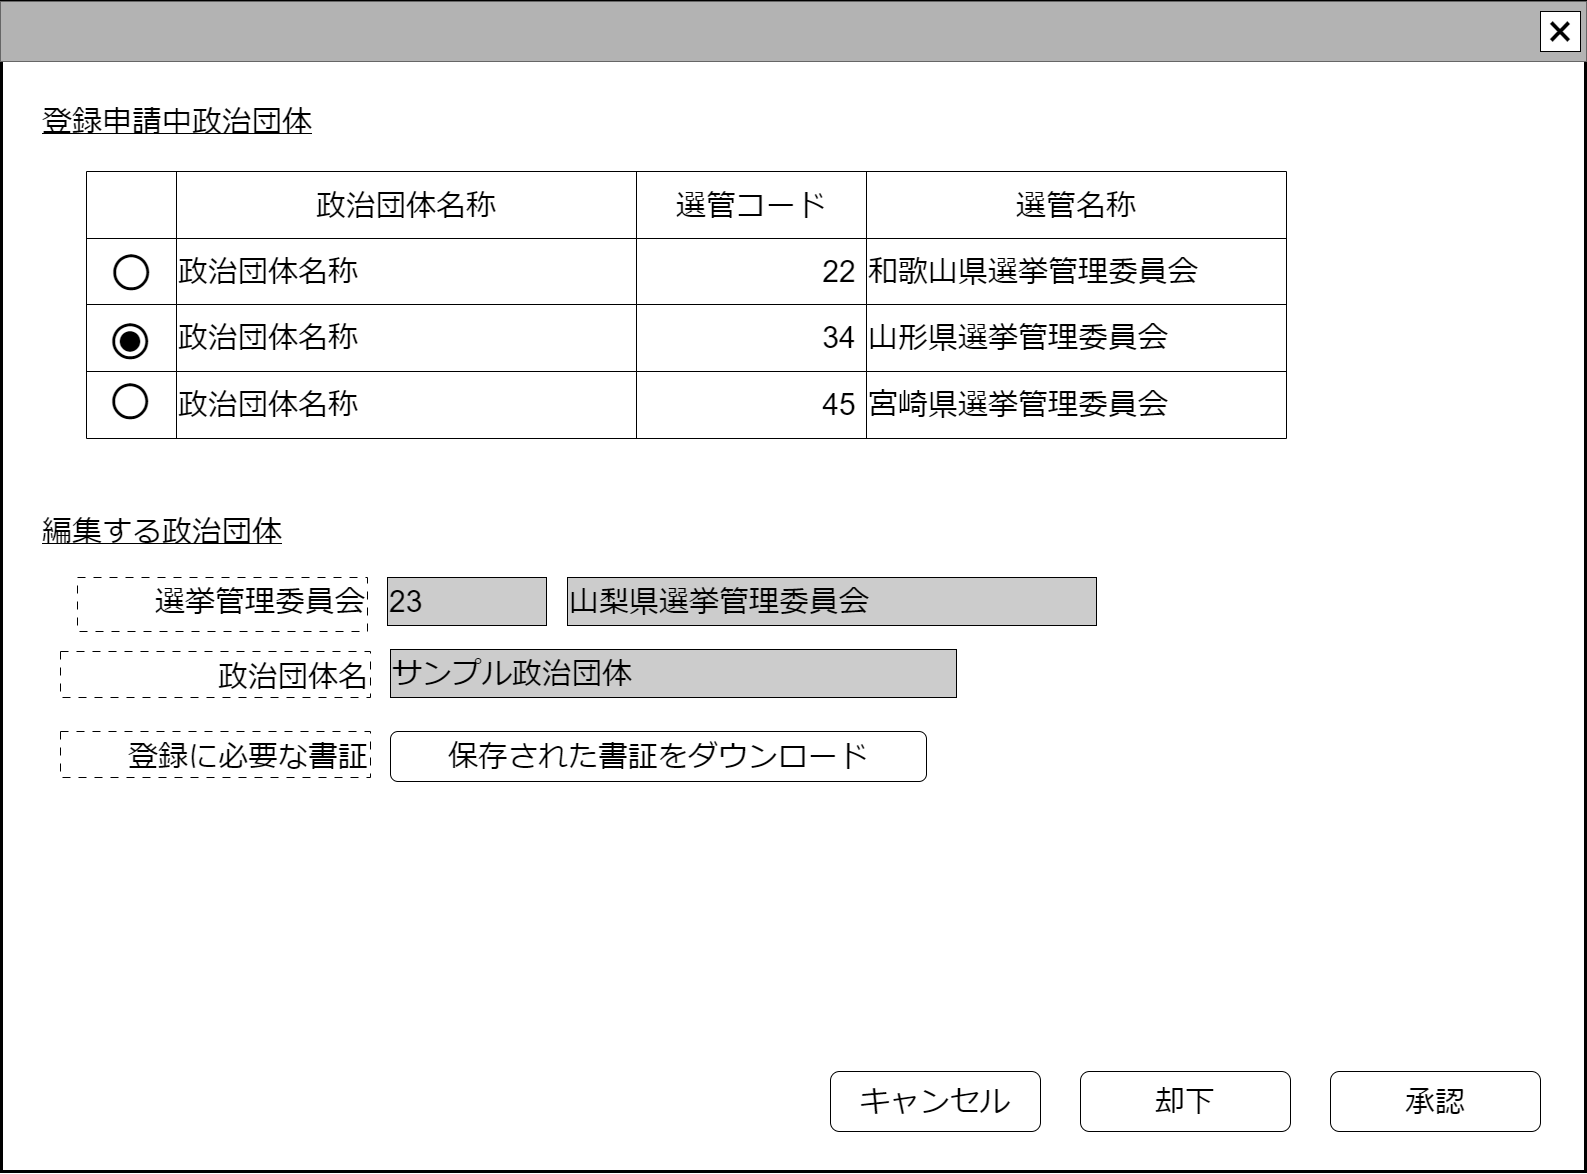 登録申請中政治団体
政治団体名称 選管コード 選管名称
政治団体名称 22 和歌山県選挙管理委員会
政治団体名称 34 山形県選挙管理委員会
政治団体名称 45 宮崎県選挙管理委員会
編集する政治団体
選挙管理委員会 23 山梨県選挙管理委員会
政治団体名 サンプル政治団体
登録に必要な書証 保存された書証をダウンロード
キャンセル 却下 承認